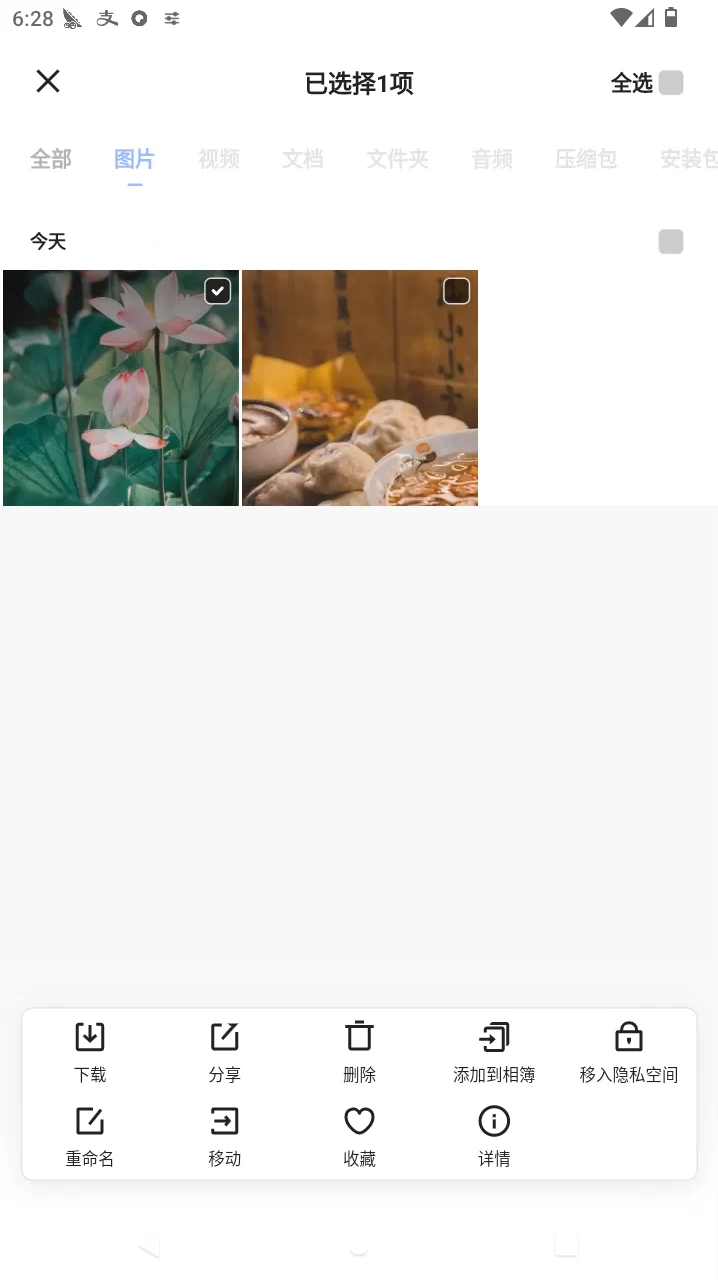 6:28
已选择1项
全选
全部 图片 视频 文档 文件夹 音频 压缩包 安装包
今天
下载 分享 删除 添加到相簿 移入隐私空间
重命名 移动 收藏 详情